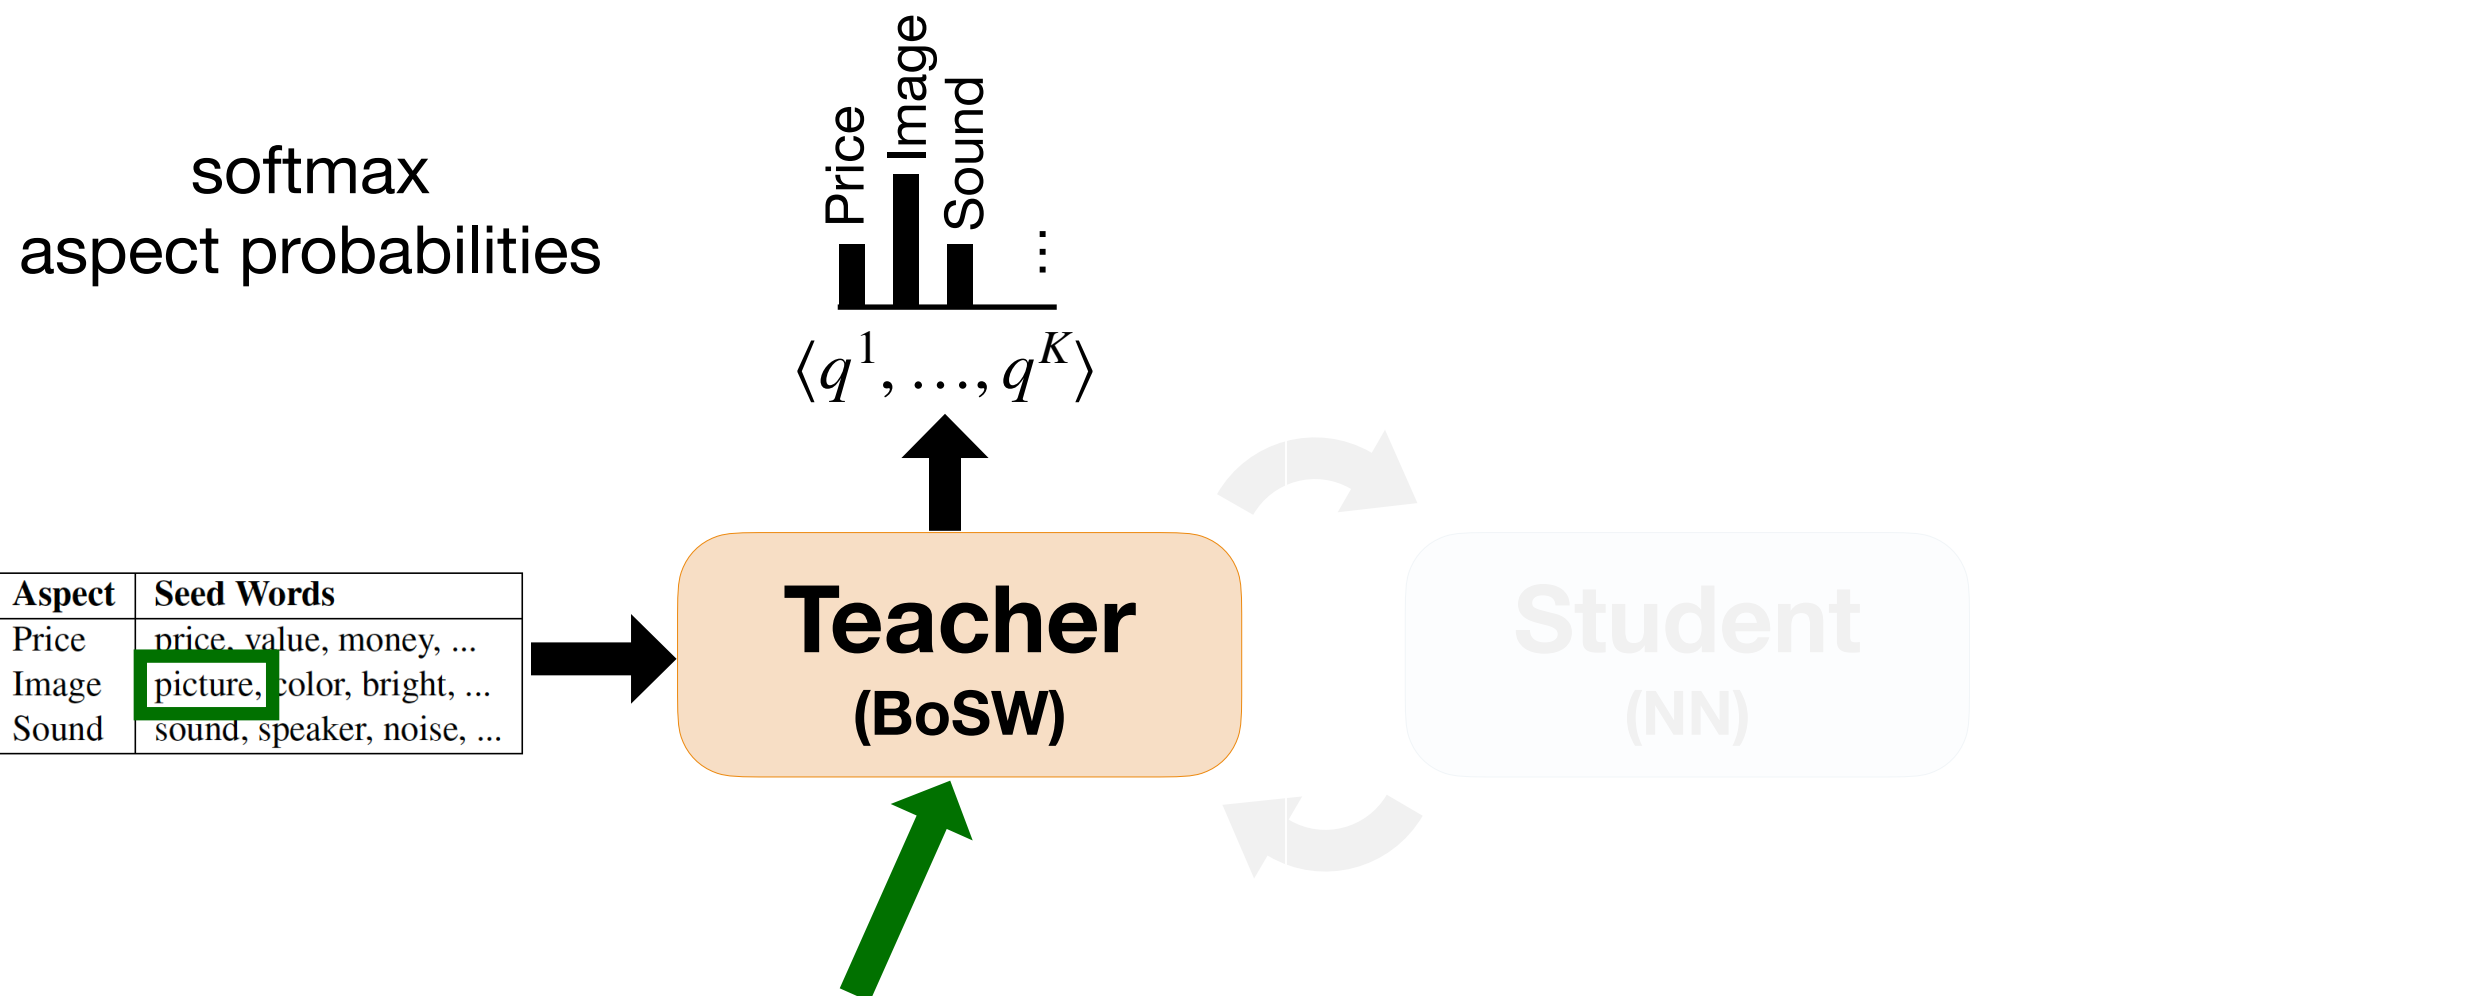 softmax
aspect probabilities
Price
Image
Sound
⋮
⟨q¹, …, qᴷ⟩
Aspect Seed Words
Price price, value, money, ...
Image picture, color, bright, ...
Sound sound, speaker, noise, ...
Teacher
(BoSW)
Student
(NN)